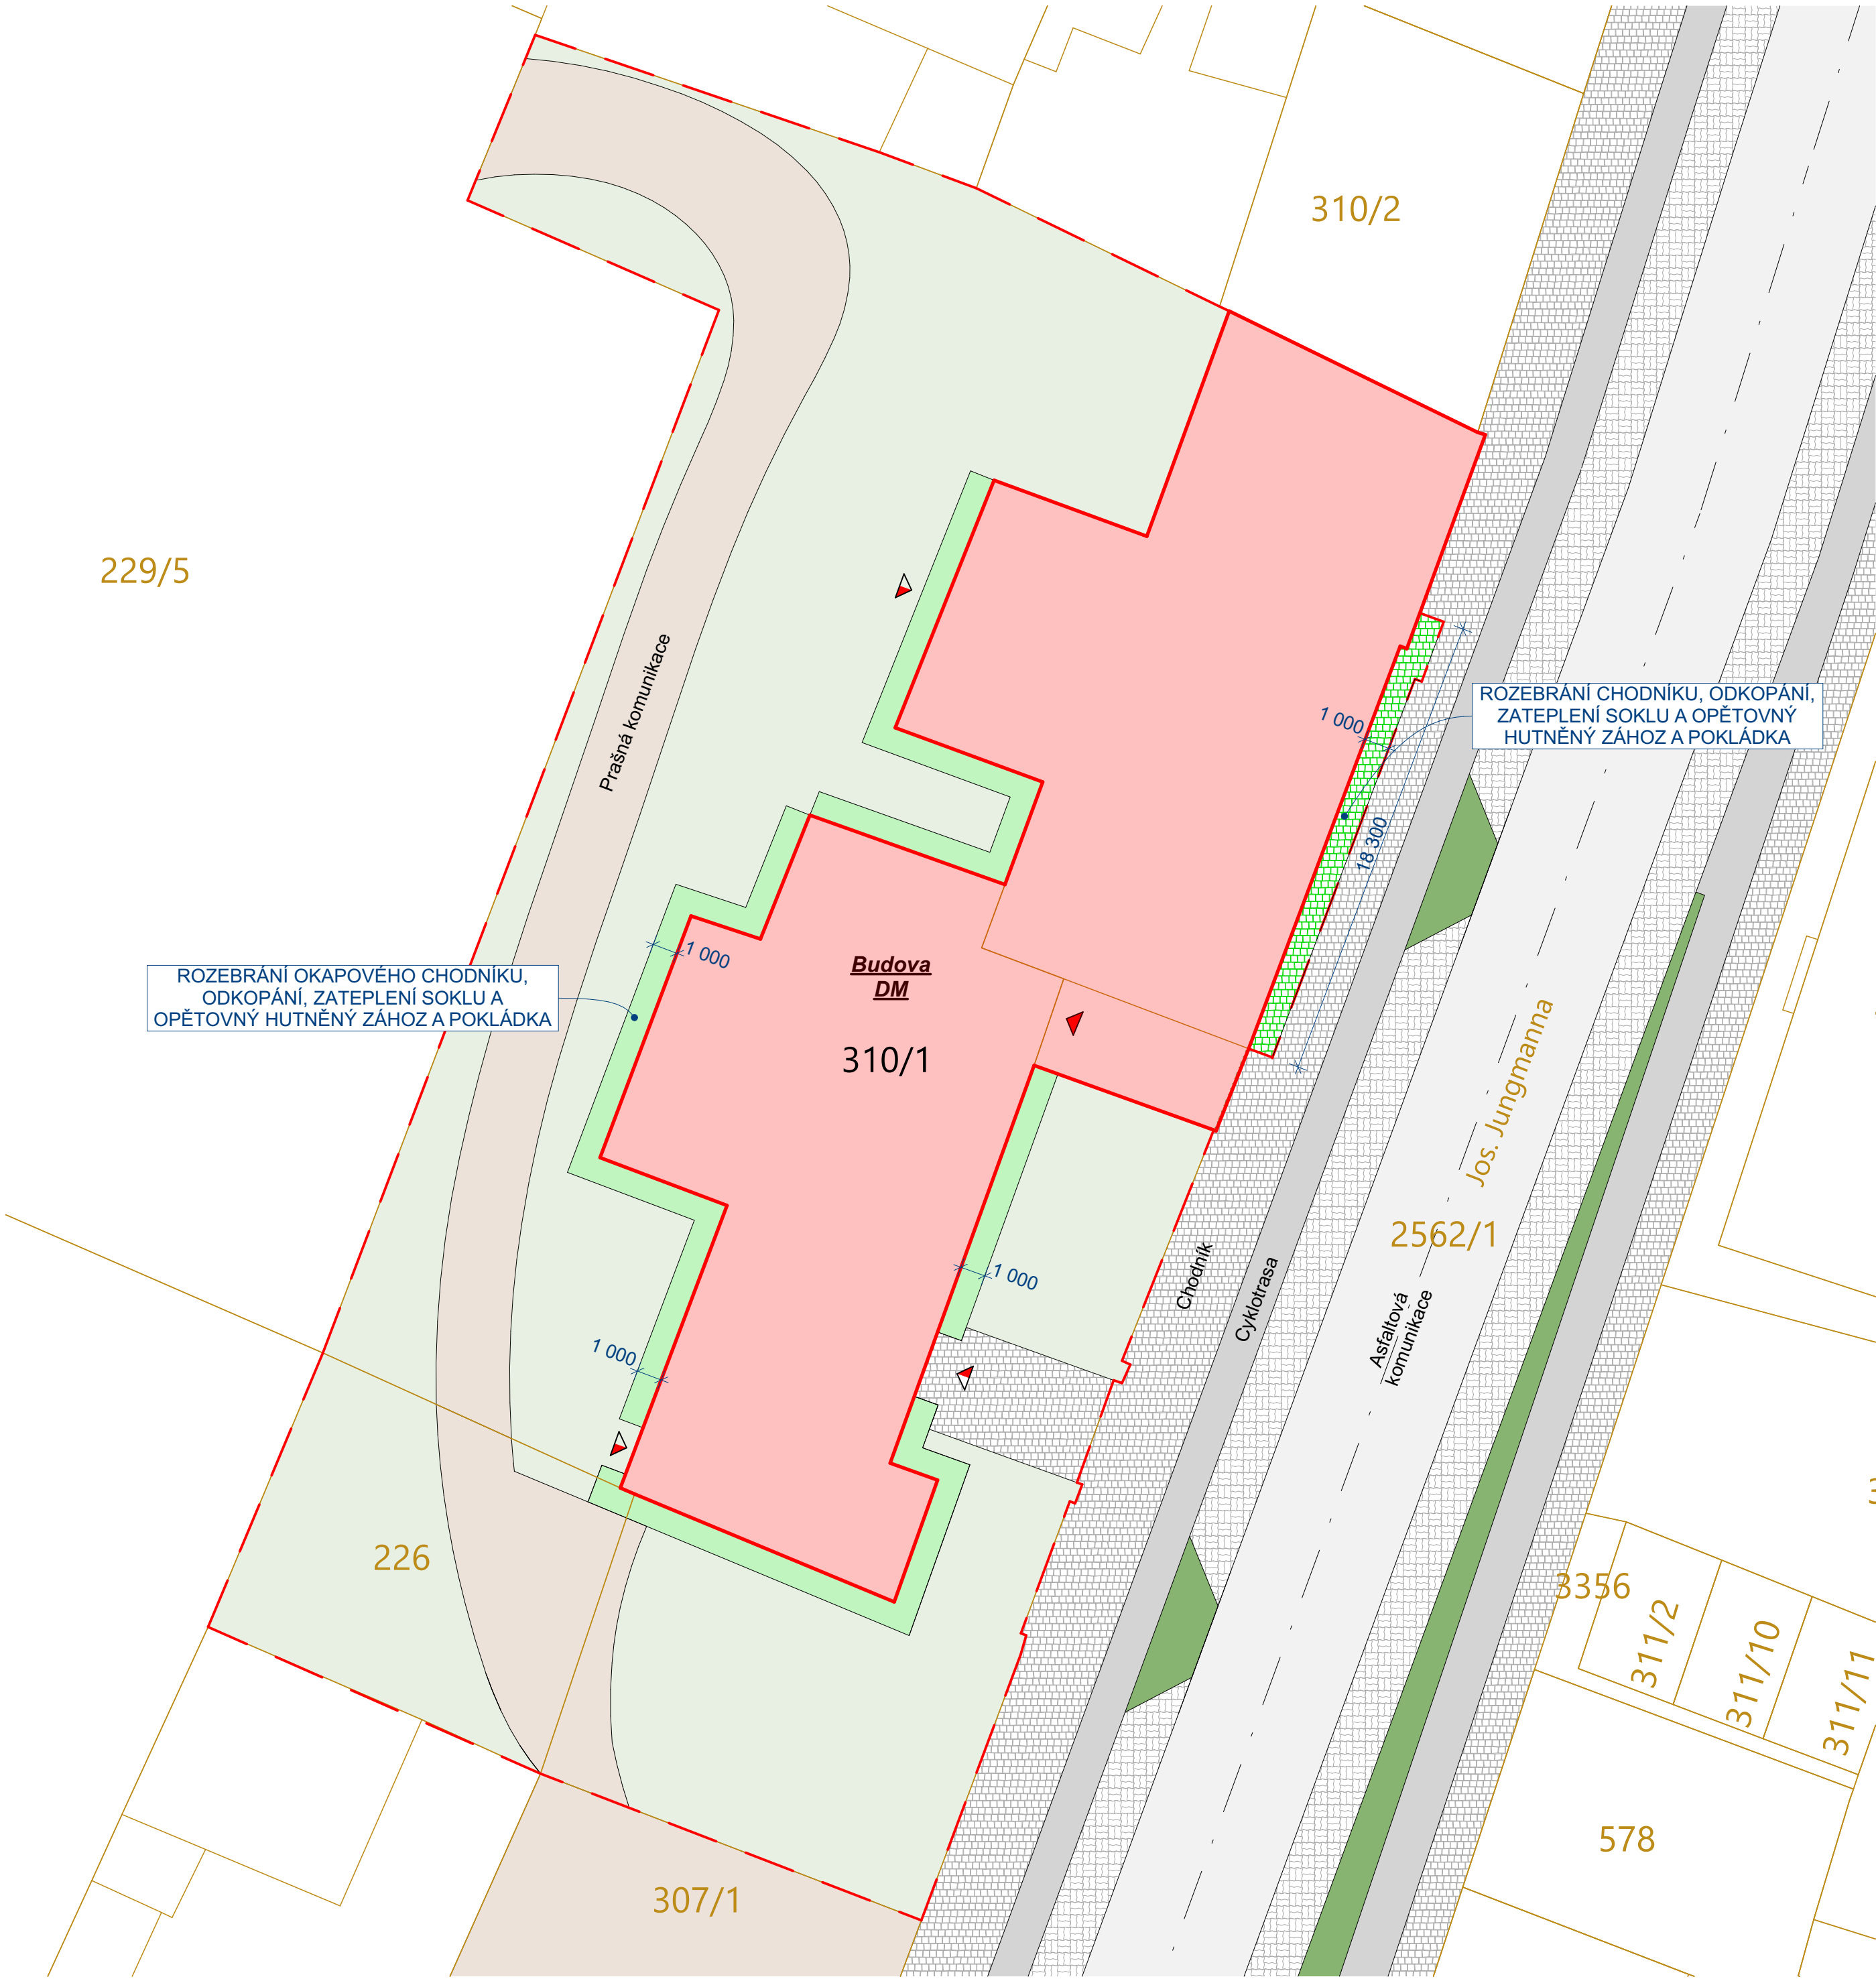 310/2
229/5
Prašná komunikace
1 000
ROZEBRÁNÍ CHODNÍKU, ODKOPÁNÍ,
ZATEPLENÍ SOKLU A OPĚTOVNÝ
HUTNĚNÝ ZÁHOZ A POKLÁDKA
18 300
1 000
ROZEBRÁNÍ OKAPOVÉHO CHODNÍKU,
ODKOPÁNÍ, ZATEPLENÍ SOKLU A
OPĚTOVNÝ HUTNĚNÝ ZÁHOZ A POKLÁDKA
Budova
DM
310/1
Jos. Jungmanna
2562/1
Chodník
Cyklotrasa
Asfaltová
komunikace
1 000
1 000
226
3356
311/2
311/10
311/11
578
307/1